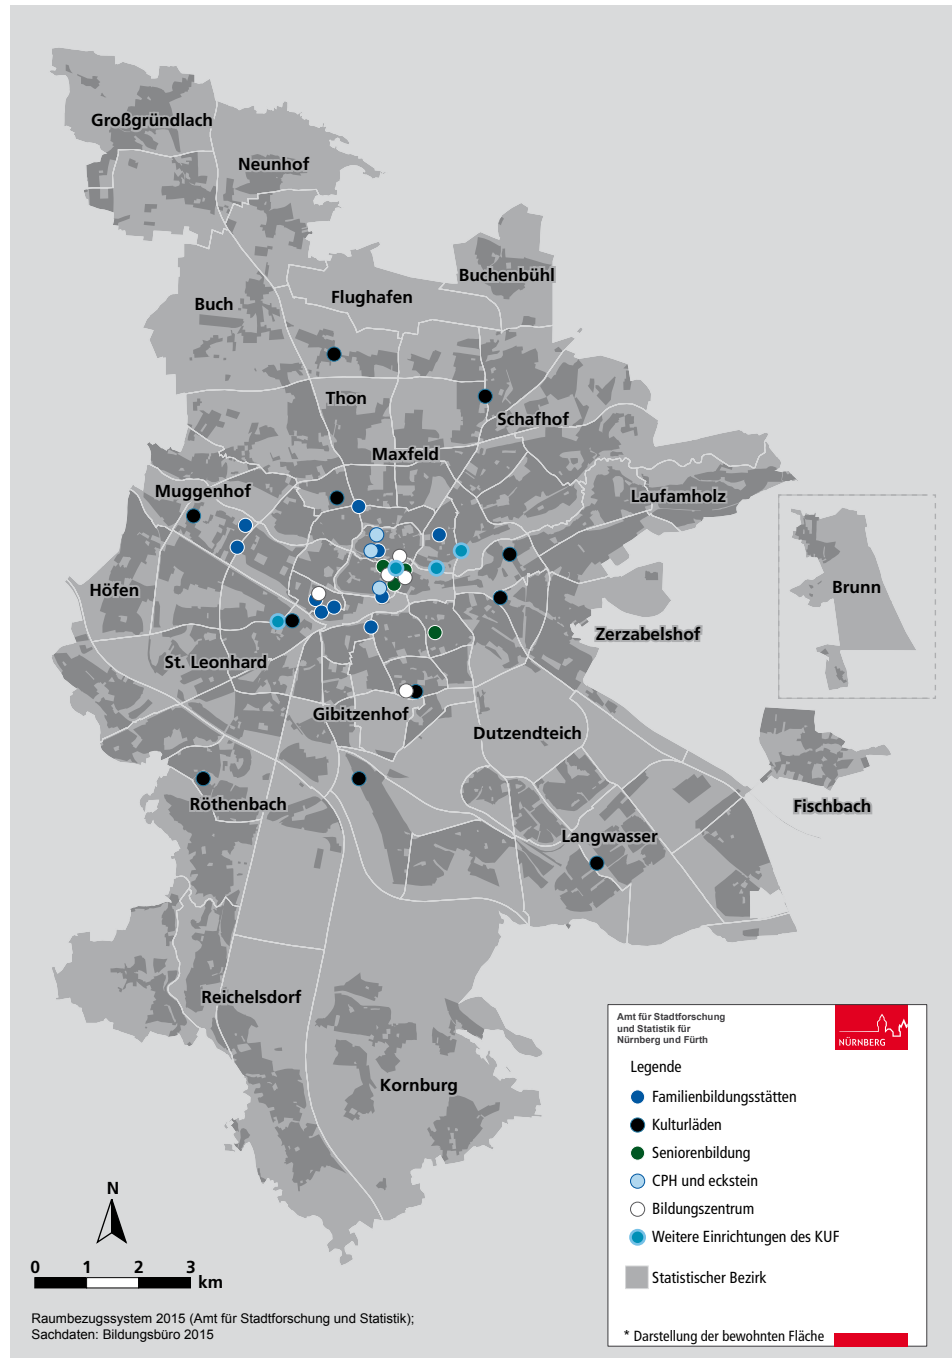 Großgründlach
Neunhof
Buchenbühl
Flughafen
Buch
Thon
Schafhof
Maxfeld
Muggenhof
Laufamholz
Höfen
Brunn
Zerzabelshof
St. Leonhard
Gibitzenhof
Dutzendteich
Röthenbach
Fischbach
Langwasser
Reichelsdorf
Kornburg
Amt für Stadtforschung
und Statistik für
Nürnberg und Fürth
NÜRNBERG
Legende
Familienbildungsstätten
Kulturläden
Seniorenbildung
CPH und eckstein
Bildungszentrum
Weitere Einrichtungen des KUF
Statistischer Bezirk
* Darstellung der bewohnten Fläche
N
0 1 2 3
km
Raumbezugssystem 2015 (Amt für Stadtforschung und Statistik);
Sachdaten: Bildungsbüro 2015